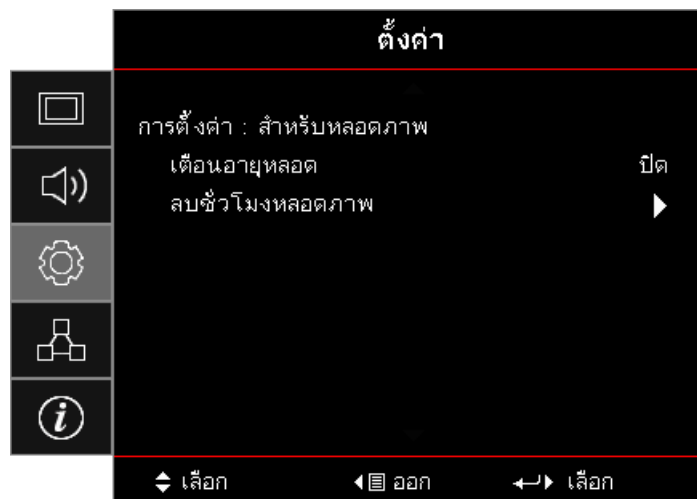 ตั้งค่า
การตั้งค่า : สำหรับหลอดภาพ
เตือนอายุหลอด ปิด
ลบชั่วโมงหลอดภาพ
เลือก ออก เลือก